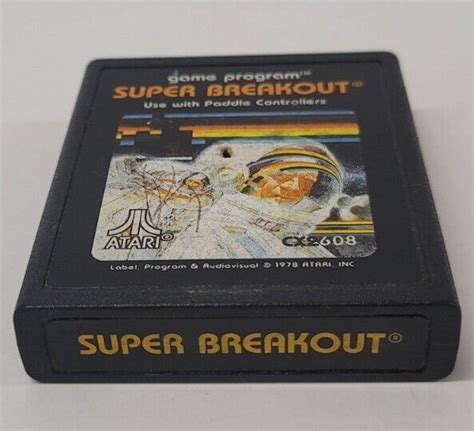 game program™
SUPER BREAKOUT®
Use with Paddle Controllers
ATARI®
CX2608
Label, Program & Audiovisual © 1978 ATARI, INC.
SUPER BREAKOUT®